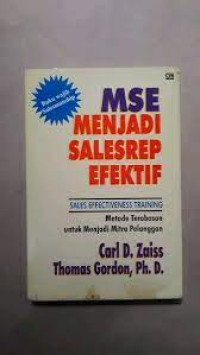 Buku wajib
Salesmanship
MSE
MENJADI
SALESREP
EFEKTIF
SALES EFFECTIVENESS TRAINING
Metode Terobosan
untuk Menjadi Mitra Pelanggan
Carl D. Zaiss
Thomas Gordon, Ph. D.